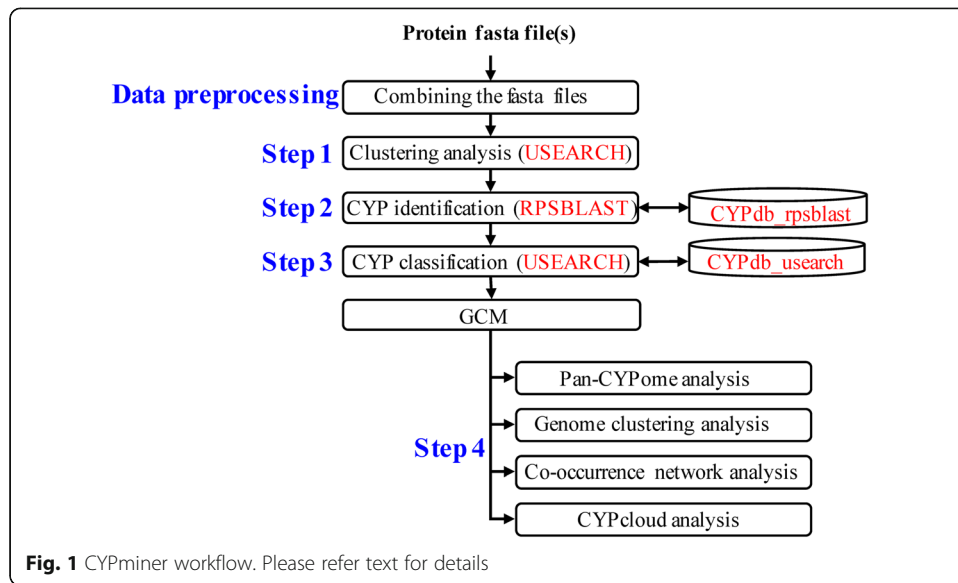 Protein fasta file(s)
Data preprocessing
Combining the fasta files
Step 1
Clustering analysis (USEARCH)
Step 2
CYP identification (RPSBLAST)
CYPdb_rpsblast
Step 3
CYP classification (USEARCH)
CYPdb_usearch
GCM
Step 4
Pan-CYPome analysis
Genome clustering analysis
Co-occurrence network analysis
CYPcloud analysis
Fig. 1 CYPminer workflow. Please refer text for details